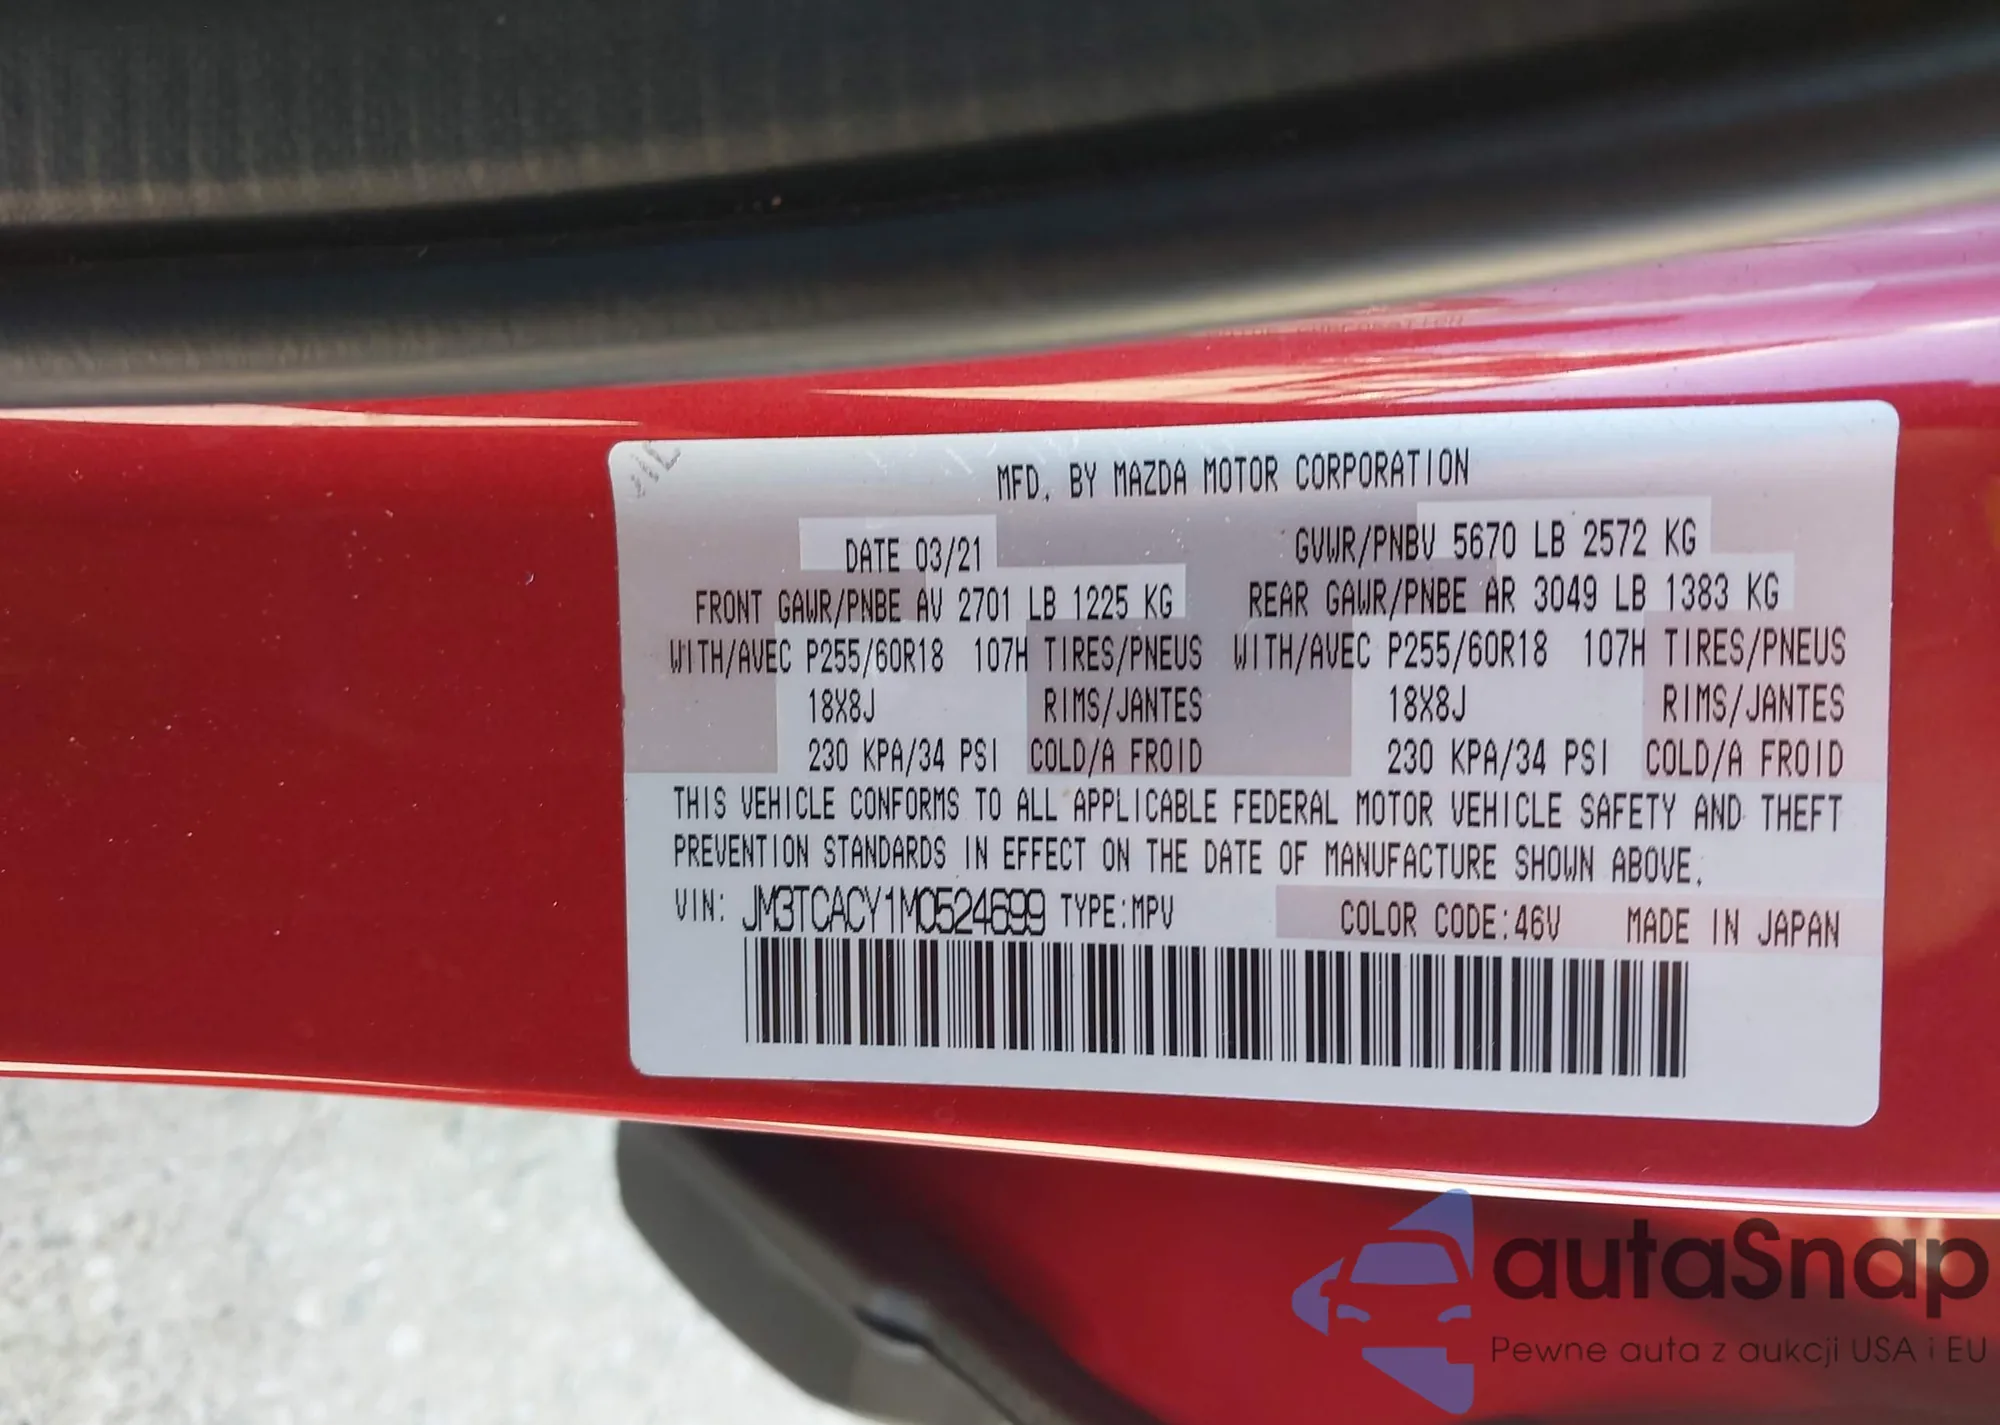 MFD. BY MAZDA MOTOR CORPORATION
DATE 03/21 GVWR/PNBV 5670 LB 2572 KG
FRONT GAWR/PNBE AV 2701 LB 1225 KG REAR GAWR/PNBE AR 3049 LB 1383 KG
WITH/AVEC P255/60R18 107H TIRES/PNEUS WITH/AVEC P255/60R18 107H TIRES/PNEUS
18X8J RIMS/JANTES 18X8J RIMS/JANTES
230 KPA/34 PSI COLD/A FROID 230 KPA/34 PSI COLD/A FROID
THIS VEHICLE CONFORMS TO ALL APPLICABLE FEDERAL MOTOR VEHICLE SAFETY AND THEFT
PREVENTION STANDARDS IN EFFECT ON THE DATE OF MANUFACTURE SHOWN ABOVE.
VIN: JM3TCACY1M0524699 TYPE:MPV COLOR CODE:46V MADE IN JAPAN
autaSnap
Pewne auta z aukcji USA i EU